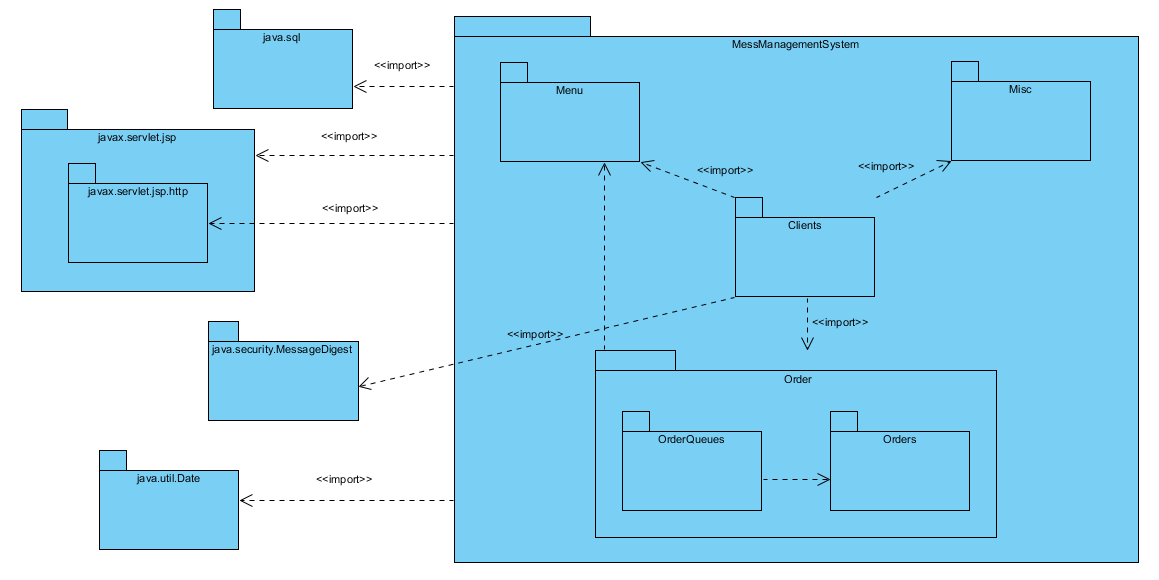 java.sql
MessManagementSystem
<<import>>
Menu
Misc
javax.servlet.jsp
<<import>>
<<import>>
<<import>>
javax.servlet.jsp.http
<<import>>
Clients
<<import>>
<<import>>
java.security.MessageDigest
Order
OrderQueues
Orders
java.util.Date
<<import>>